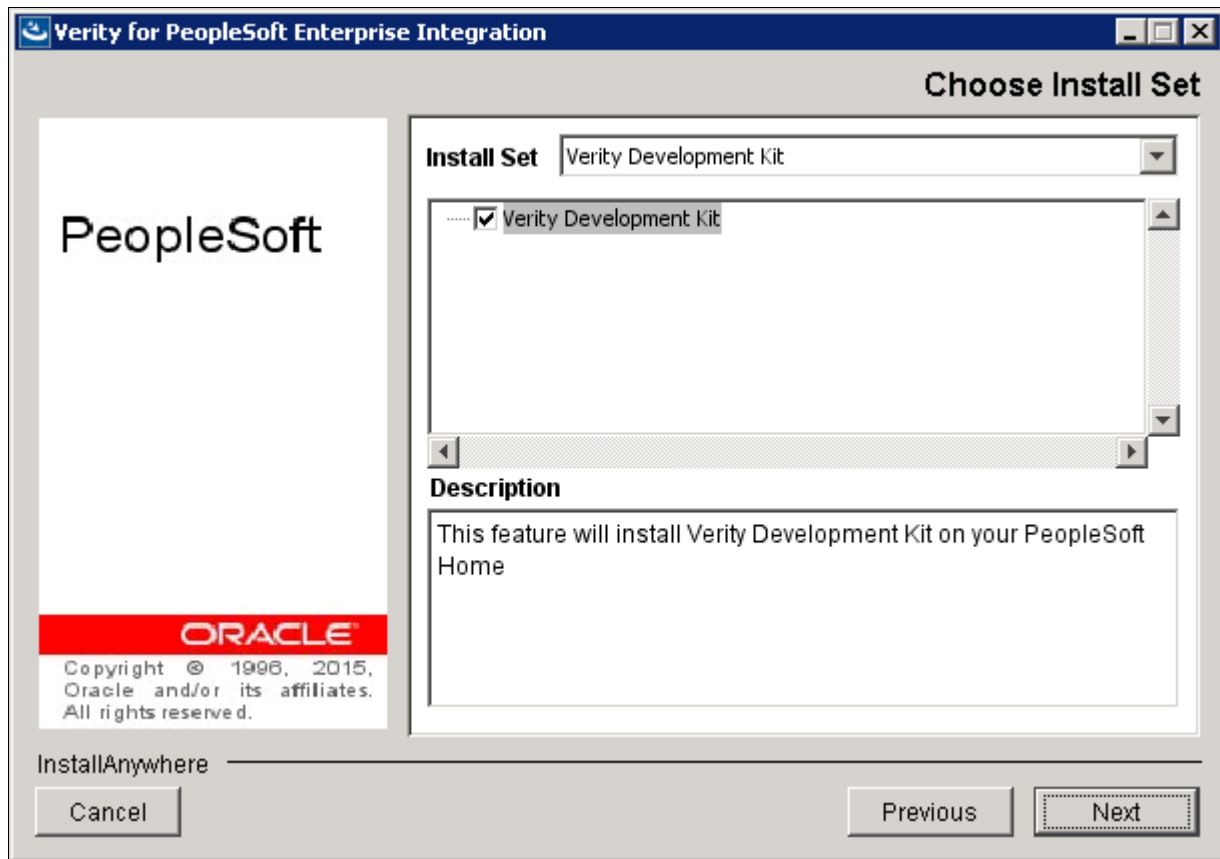 Verity for PeopleSoft Enterprise Integration
Choose Install Set
PeopleSoft
ORACLE
Copyright © 1996, 2015,
Oracle and/or its affiliates.
All rights reserved.
Install Set Verity Development Kit
Verity Development Kit
Description
This feature will install Verity Development Kit on your PeopleSoft
Home
InstallAnywhere
Cancel Previous Next